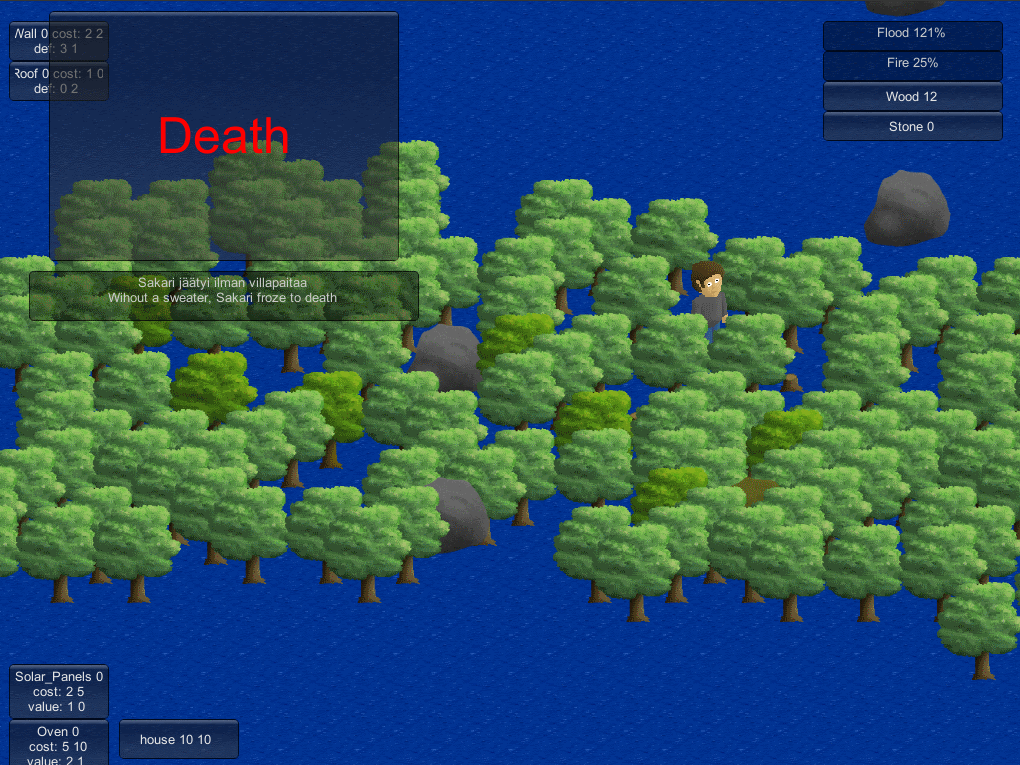 Wall 0 cost: 2 2
def: 3 1
Roof 0 cost: 1 0
def: 0 2
Death
Sakari jäätyi ilman villapaitaa
Wihout a sweater, Sakari froze to death
Flood 121%
Fire 25%
Wood 12
Stone 0
Solar_Panels 0
cost: 2 5
value: 1 0
Oven 0
cost: 5 10
value: 2 1
house 10 10